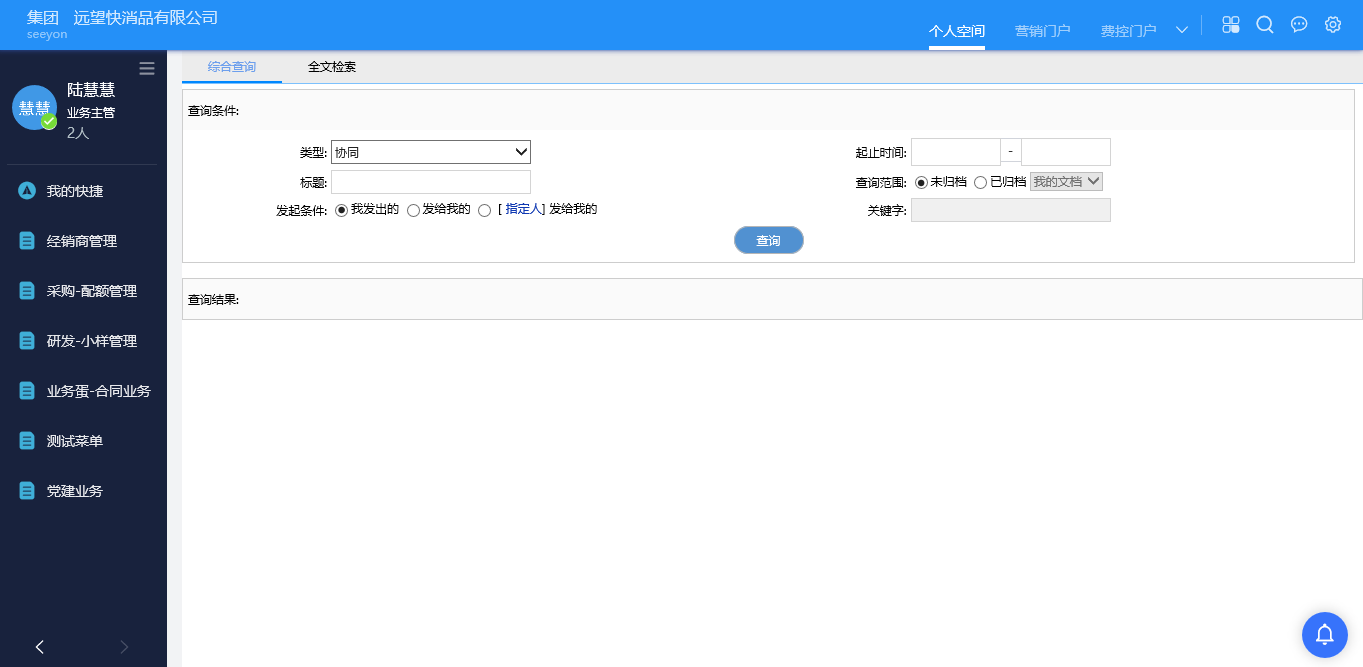 集团 远望快消品有限公司
seeyon
个人空间 营销门户 费控门户
慧慧
陆慧慧
业务主管
2人
我的快捷
经销商管理
采购-配额管理
研发-小样管理
业务蛋-合同业务
测试菜单
党建业务
综合查询 全文检索
查询条件:
类型: 协同 起止时间: -
标题: 查询范围: 未归档 已归档 我的文档
发起条件: 我发出的 发给我的 [ 指定人] 发给我的 关键字:
查询
查询结果: